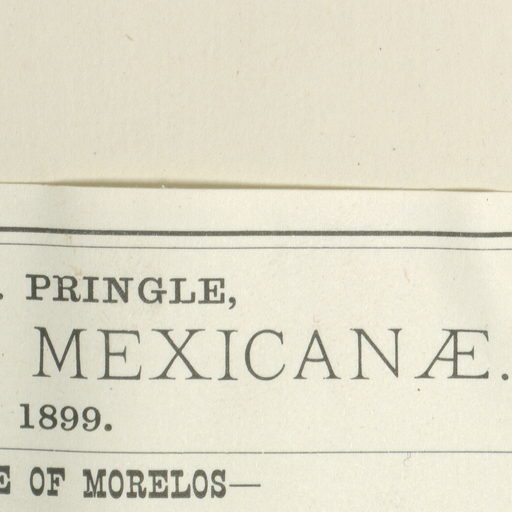 . PRINGLE,
MEXICANÆ.
1899.
E OF MORELOS—